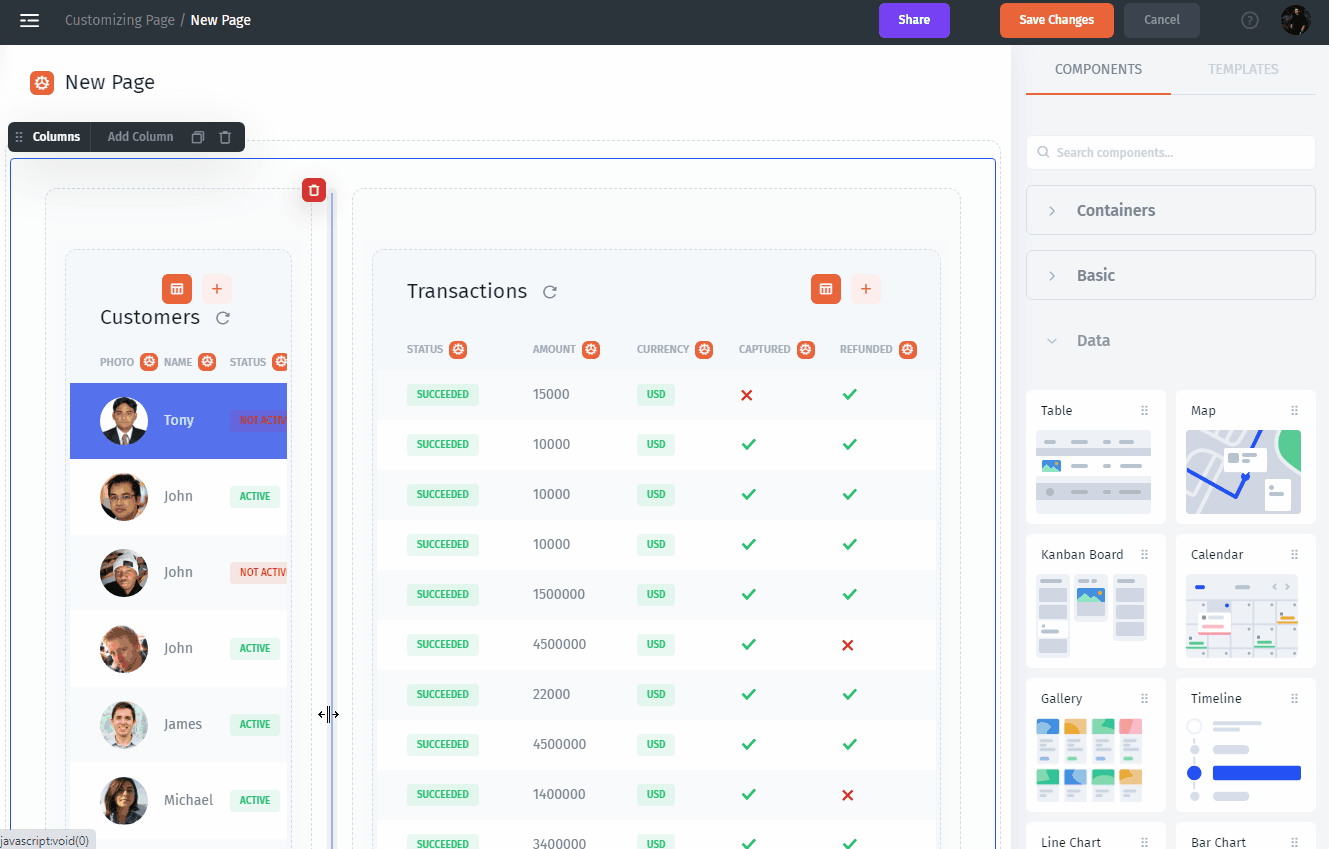 Customizing Page / New Page
Share
Save Changes
Cancel
?
New Page
Columns
Add Column
Customers
PHOTO NAME STATUS
Tony NOT ACTIV
John ACTIVE
John NOT ACTIV
John ACTIVE
James ACTIVE
Michael ACTIVE
javascript:void(0)
Transactions
STATUS AMOUNT CURRENCY CAPTURED REFUNDED
SUCCEEDED 15000 USD
SUCCEEDED 10000 USD
SUCCEEDED 10000 USD
SUCCEEDED 10000 USD
SUCCEEDED 1500000 USD
SUCCEEDED 4500000 USD
SUCCEEDED 22000 USD
SUCCEEDED 4500000 USD
SUCCEEDED 1400000 USD
SUCCEEDED 3400000 USD
COMPONENTS
TEMPLATES
Search components...
Containers
Basic
Data
Table
Map
Kanban Board
Calendar
Gallery
Timeline
Line Chart
Bar Chart